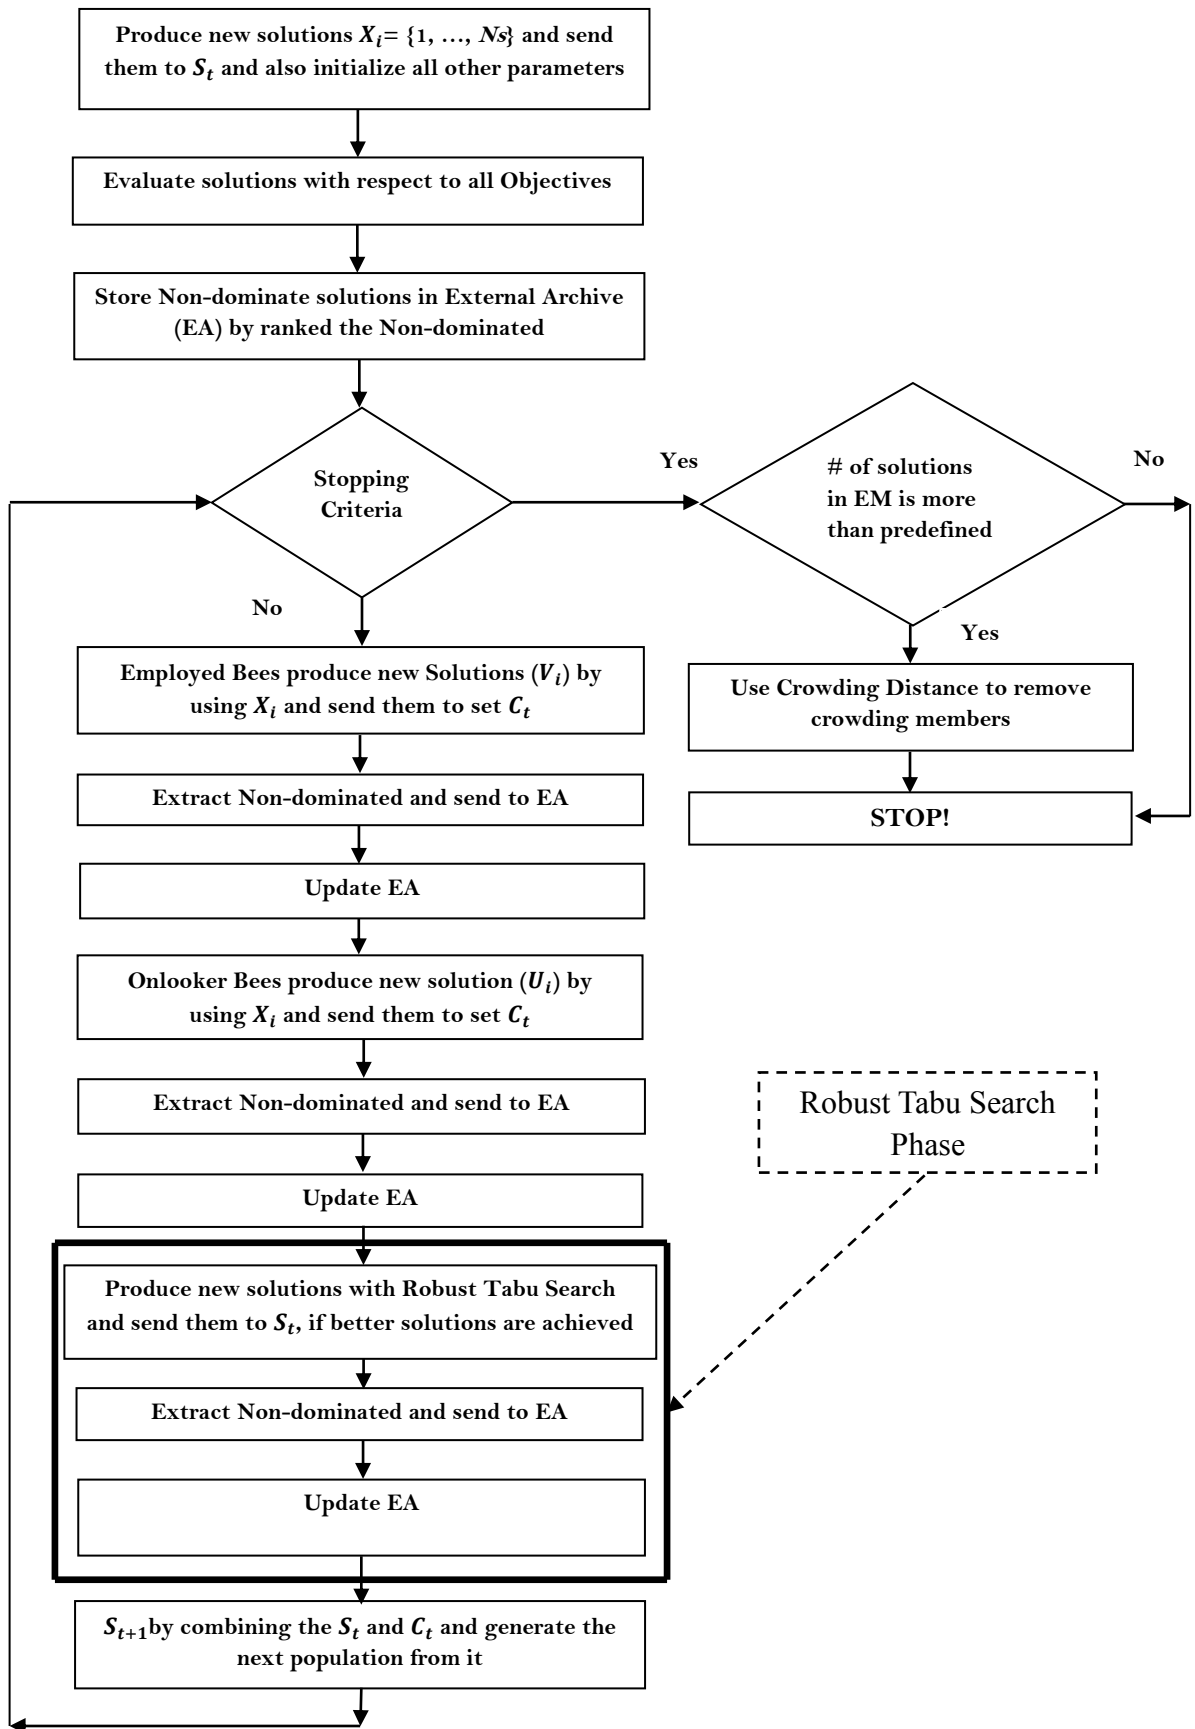 Produce new solutions Xᵢ= {1, …, Ns} and send
them to Sₜ and also initialize all other parameters
Evaluate solutions with respect to all Objectives
Store Non-dominate solutions in External Archive
(EA) by ranked the Non-dominated
Stopping
Criteria
Yes
# of solutions
in EM is more
than predefined
No
No
Yes
Employed Bees produce new Solutions (Vᵢ) by
using Xᵢ and send them to set Cₜ
Use Crowding Distance to remove
crowding members
Extract Non-dominated and send to EA
STOP!
Update EA
Onlooker Bees produce new solution (Uᵢ) by
using Xᵢ and send them to set Cₜ
Extract Non-dominated and send to EA
Robust Tabu Search
Phase
Update EA
Produce new solutions with Robust Tabu Search
and send them to Sₜ, if better solutions are achieved
Extract Non-dominated and send to EA
Update EA
Sₜ₊₁by combining the Sₜ and Cₜ and generate the
next population from it